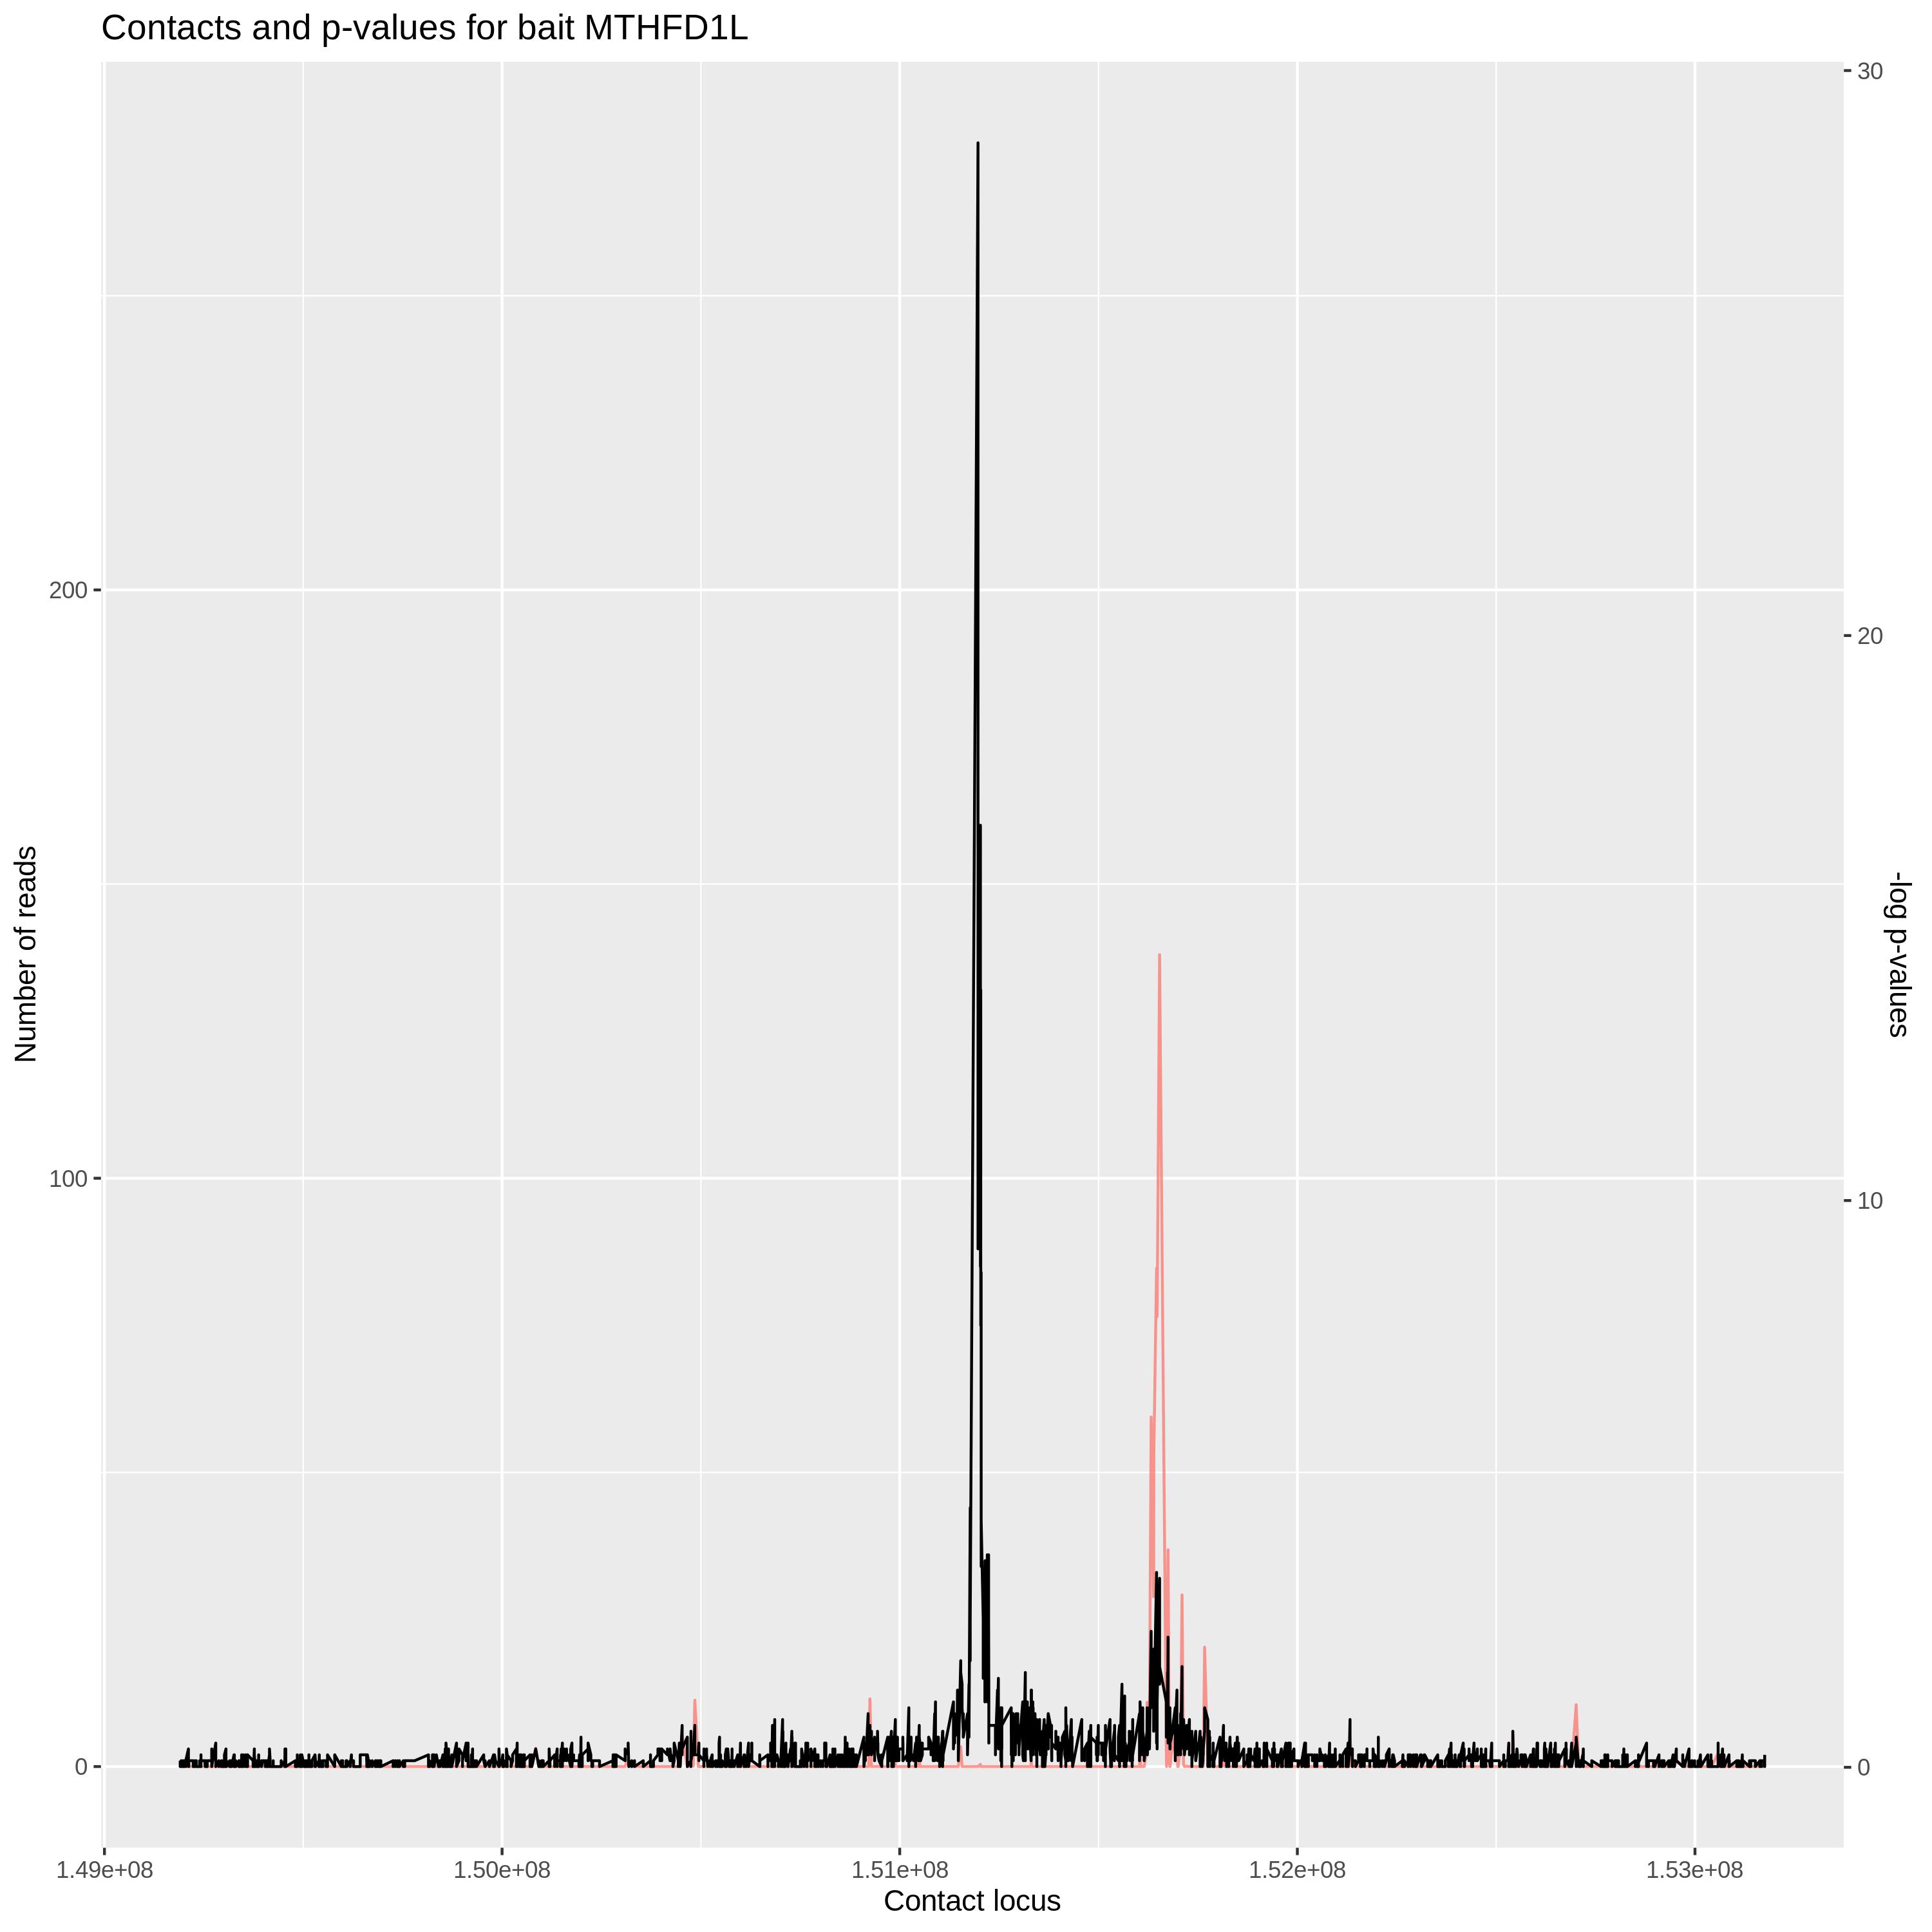 Contacts and p-values for bait MTHFD1L
30
200
20
Number of reads
-log p-values
100
10
0
0
1.49e+08
1.50e+08
1.51e+08
1.52e+08
1.53e+08
Contact locus